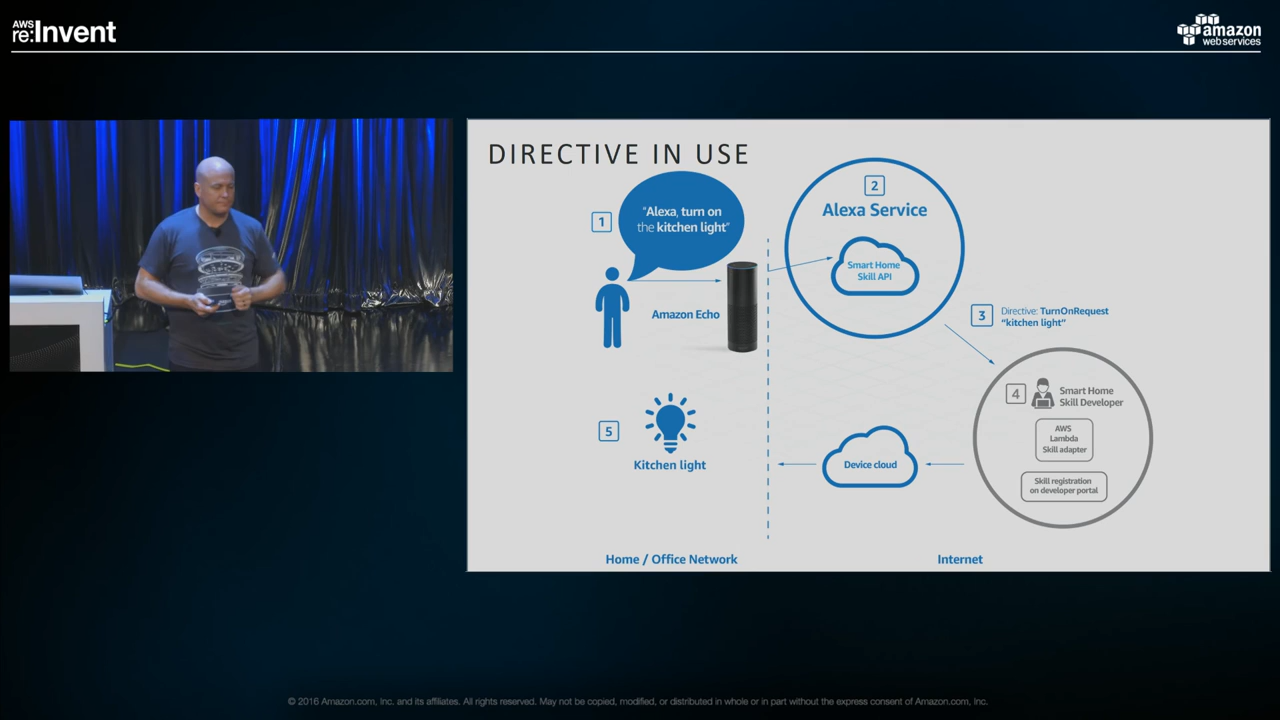 AWS
re:Invent
amazon
webservices
DIRECTIVE IN USE
1
"Alexa, turn on
the kitchen light"
Amazon Echo
2
Alexa Service
Smart Home
Skill API
3
Directive: TurnOnRequest
"kitchen light"
4
Smart Home
Skill Developer
AWS
Lambda
Skill adapter
Skill registration
on developer portal
Device cloud
5
Kitchen light
Home / Office Network
Internet
© 2016 Amazon.com, Inc. and its affiliates. All rights reserved. May not be copied, modified, or distributed in whole or in part without the express consent of Amazon.com, Inc.